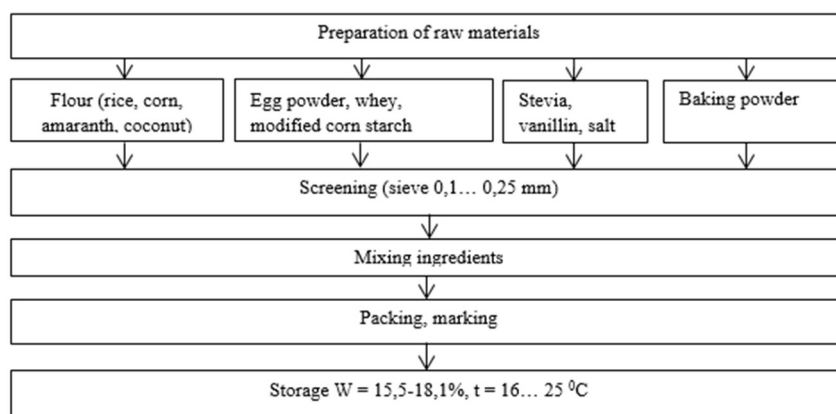 Preparation of raw materials
Flour (rice, corn,
amaranth, coconut)
Egg powder, whey,
modified corn starch
Stevia,
vanillin, salt
Baking powder
Screening (sieve 0,1… 0,25 mm)
Mixing ingredients
Packing, marking
Storage W = 15,5-18,1%, t = 16… 25 ⁰C